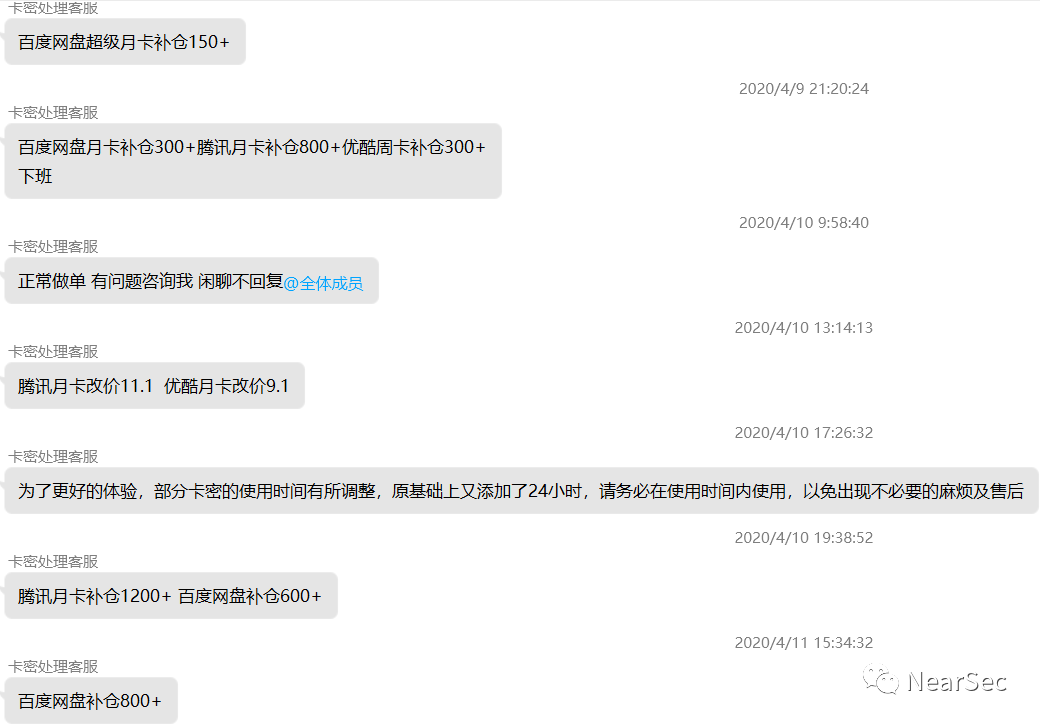 卡密处理客服
百度网盘超级月卡补仓150+
2020/4/9 21:20:24
卡密处理客服
百度网盘月卡补仓300+腾讯月卡补仓800+优酷周卡补仓300+
下班
2020/4/10 9:58:40
卡密处理客服
正常做单 有问题咨询我 闲聊不回复@全体成员
2020/4/10 13:14:13
卡密处理客服
腾讯月卡改价11.1  优酷月卡改价9.1
2020/4/10 17:26:32
卡密处理客服
为了更好的体验，部分卡密的使用时间有所调整，原基础上又添加了24小时，请务必在使用时间内使用，以免出现不必要的麻烦及售后
2020/4/10 19:38:52
卡密处理客服
腾讯月卡补仓1200+ 百度网盘补仓600+
2020/4/11 15:34:32
卡密处理客服
百度网盘补仓800+
NearSec